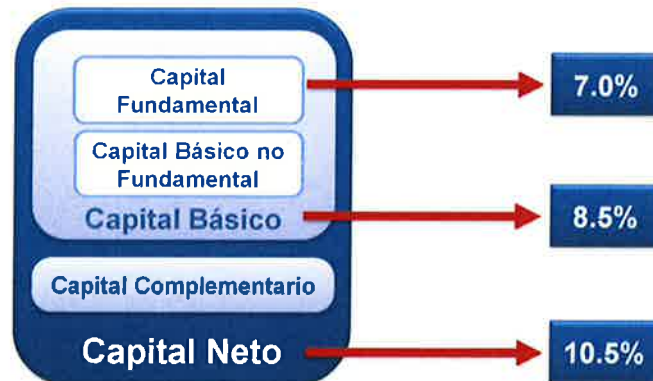 Capital
Fundamental
7.0%
Capital Básico no
Fundamental
Capital Básico
8.5%
Capital Complementario
Capital Neto
10.5%